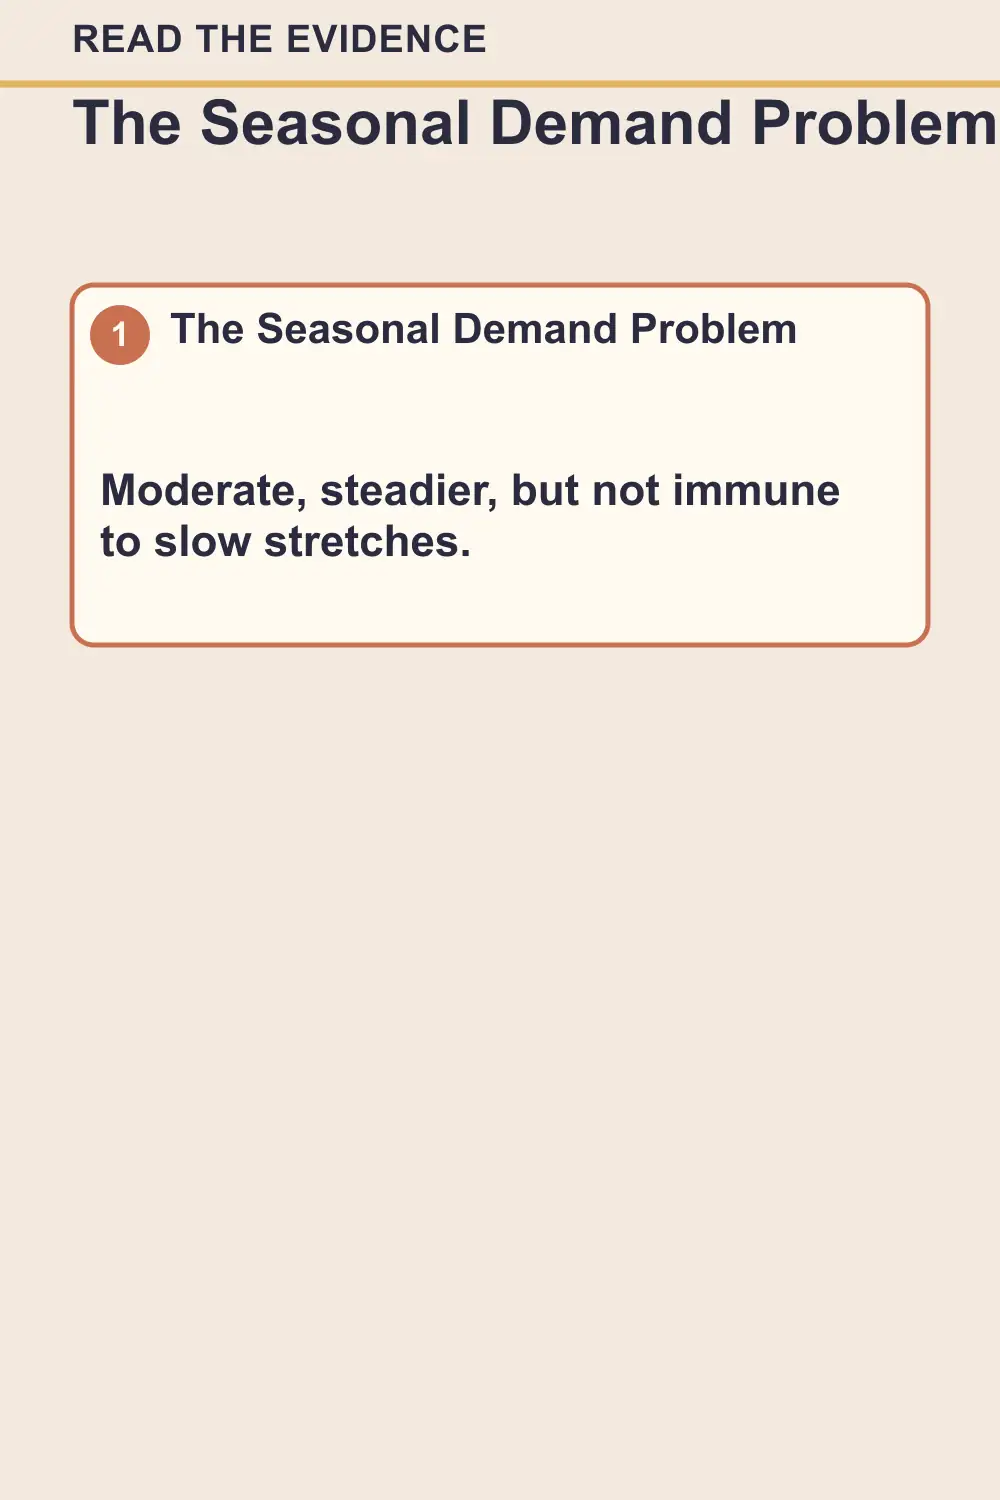 READ THE EVIDENCE
The Seasonal Demand Problem
1 The Seasonal Demand Problem
Moderate, steadier, but not immune
to slow stretches.